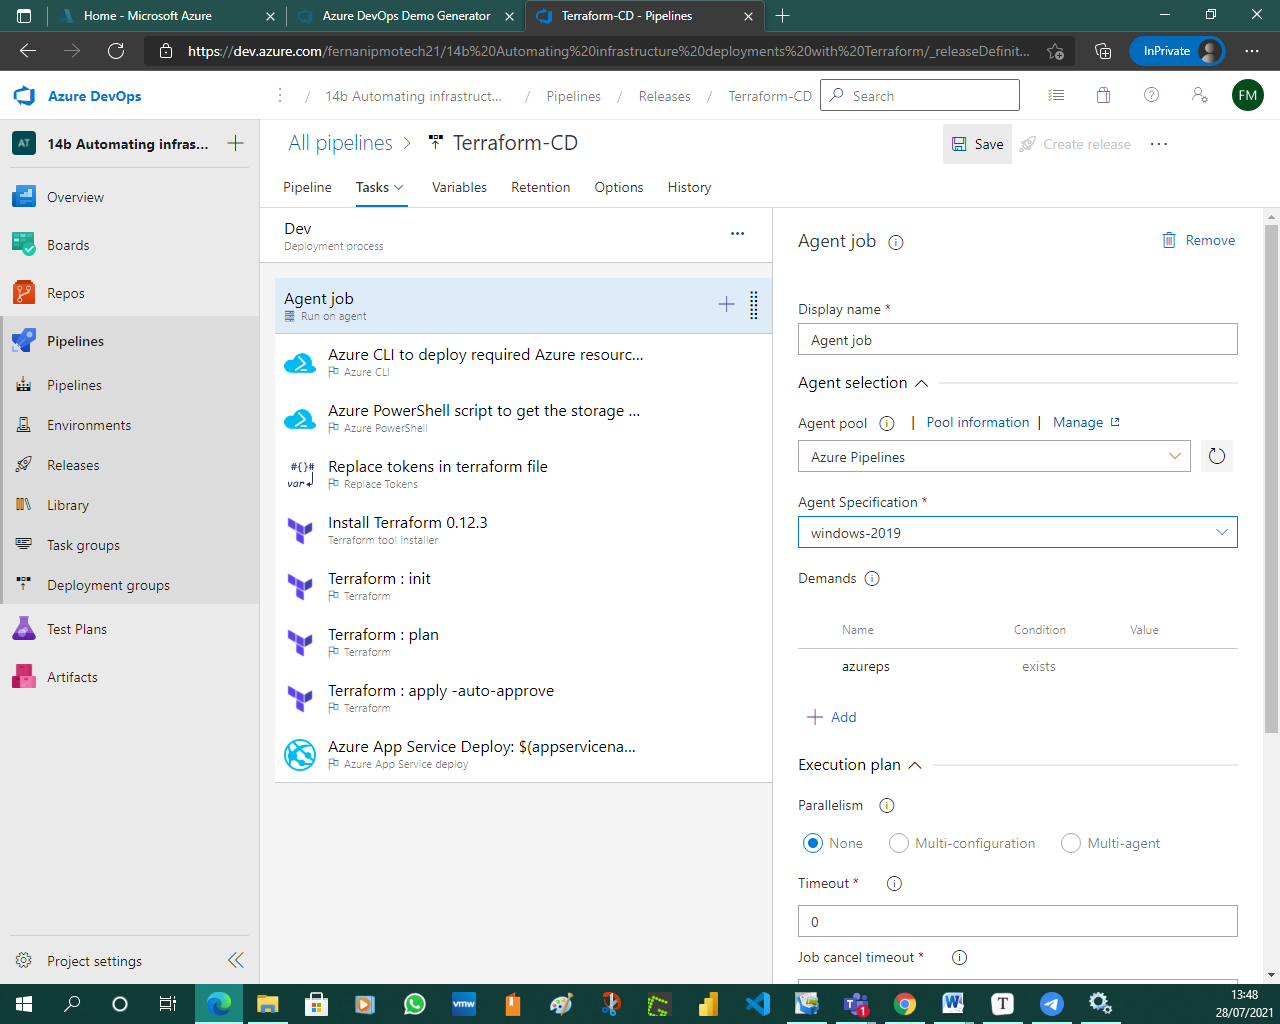 Home - Microsoft Azure
Azure DevOps Demo Generator
Terraform-CD - Pipelines
https://dev.azure.com/fernanipmotech21/14b%20Automating%20infrastructure%20deployments%20with%20Terraform/_releaseDefinit...
InPrivate
Azure DevOps
/ 14b Automating infrastruct... / Pipelines / Releases / Terraform-CD
Search
FM
AT
14b Automating infras...
All pipelines > Terraform-CD
Save
Create release
Pipeline
Tasks
Variables
Retention
Options
History
Overview
Boards
Repos
Pipelines
Pipelines
Environments
Releases
Library
Task groups
Deployment groups
Test Plans
Artifacts
Project settings
Dev
Deployment process
Agent job
Run on agent
Azure CLI to deploy required Azure resourc...
Azure CLI
Azure PowerShell script to get the storage ...
Azure PowerShell
#{}#
var
Replace tokens in terraform file
Replace Tokens
Install Terraform 0.12.3
Terraform tool installer
Terraform : init
Terraform
Terraform : plan
Terraform
Terraform : apply -auto-approve
Terraform
Azure App Service Deploy: $(appservicena...
Azure App Service deploy
Agent job
Remove
Display name *
Agent job
Agent selection
Agent pool | Pool information | Manage
Azure Pipelines
Agent Specification *
windows-2019
Demands
Name Condition Value
azureps exists
Add
Execution plan
Parallelism
None Multi-configuration Multi-agent
Timeout *
0
Job cancel timeout *
vmw
1
W
T
13:48
28/07/2021